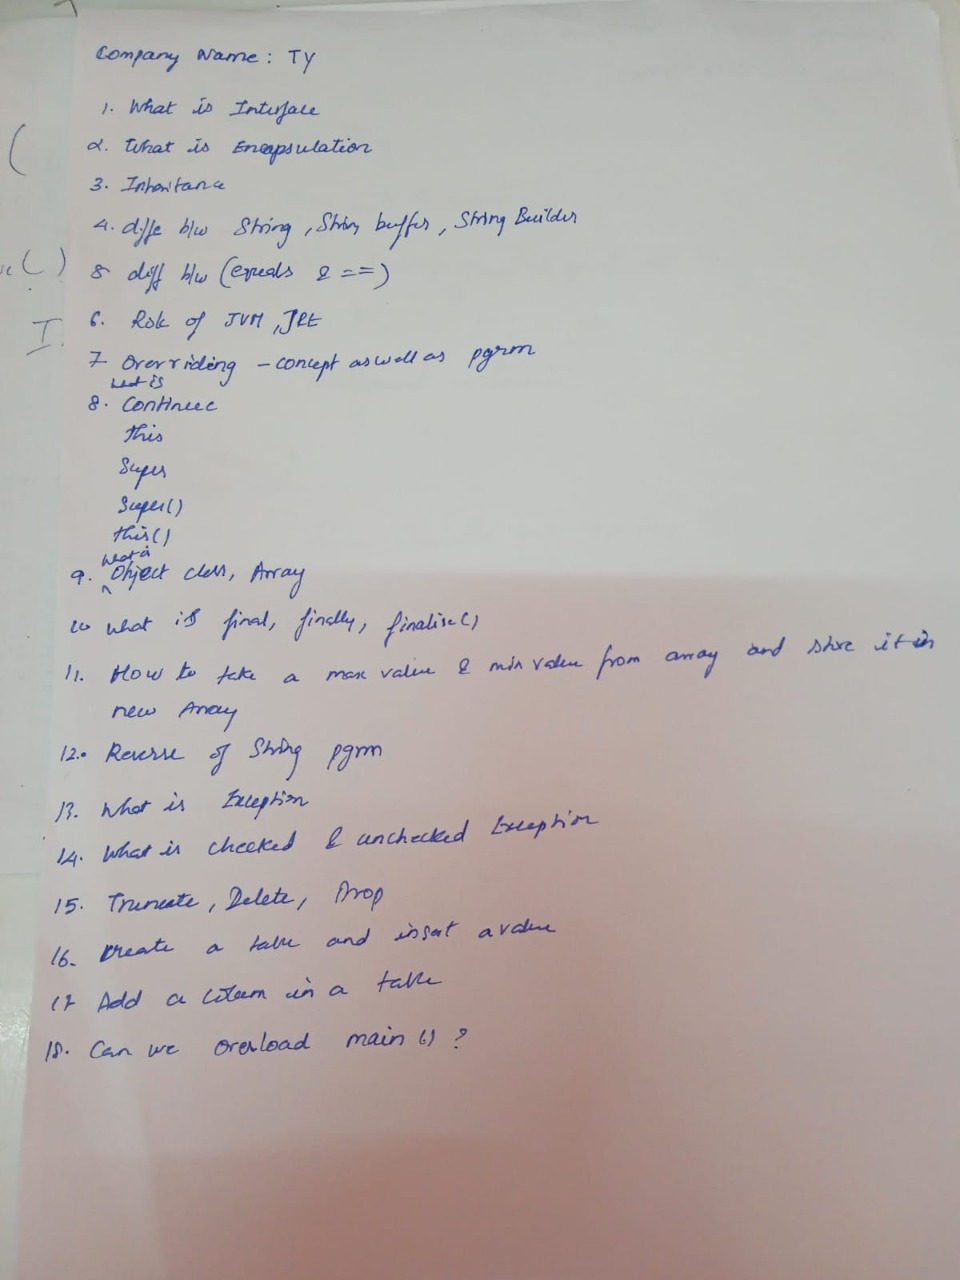 Company Name: TY
1. What is Interface
2. What is Encapsulation
3. Inheritance
4. diffe b/w String, String buffer, String Builder
5 diff b/w (equals & ==)
6. Role of JVM, JRE
7 Overriding - concept as well as pgrm
what is
8. Continue
this
Super
Super()
this()
what is
9. Object class, Array
10 what is final, finally, finalise()
11. How to take a max value & min value from array and store it in
new Array
12. Reverse of String pgrm
13. What is Exception
14. What is checked & unchecked Exception
15. Truncate, Delete, Drop
16. Create a table and insert a value
17 Add a column in a table
18. Can we overload main ()?
( 
()
I